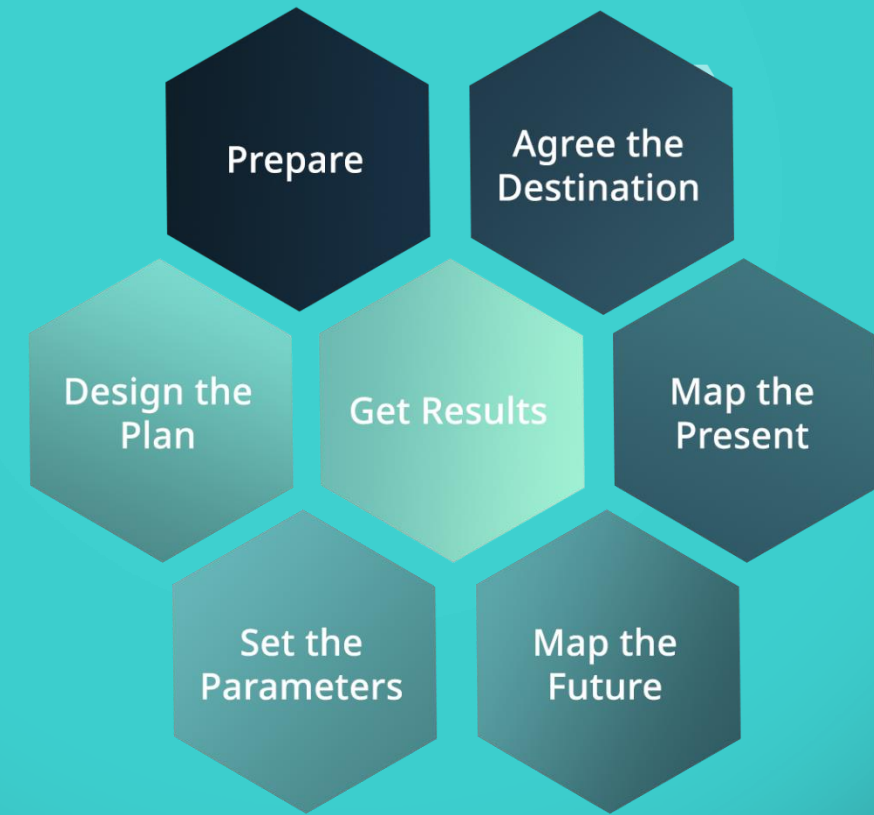 Prepare
Agree the
Destination
Design the
Plan
Get Results
Map the
Present
Set the
Parameters
Map the
Future